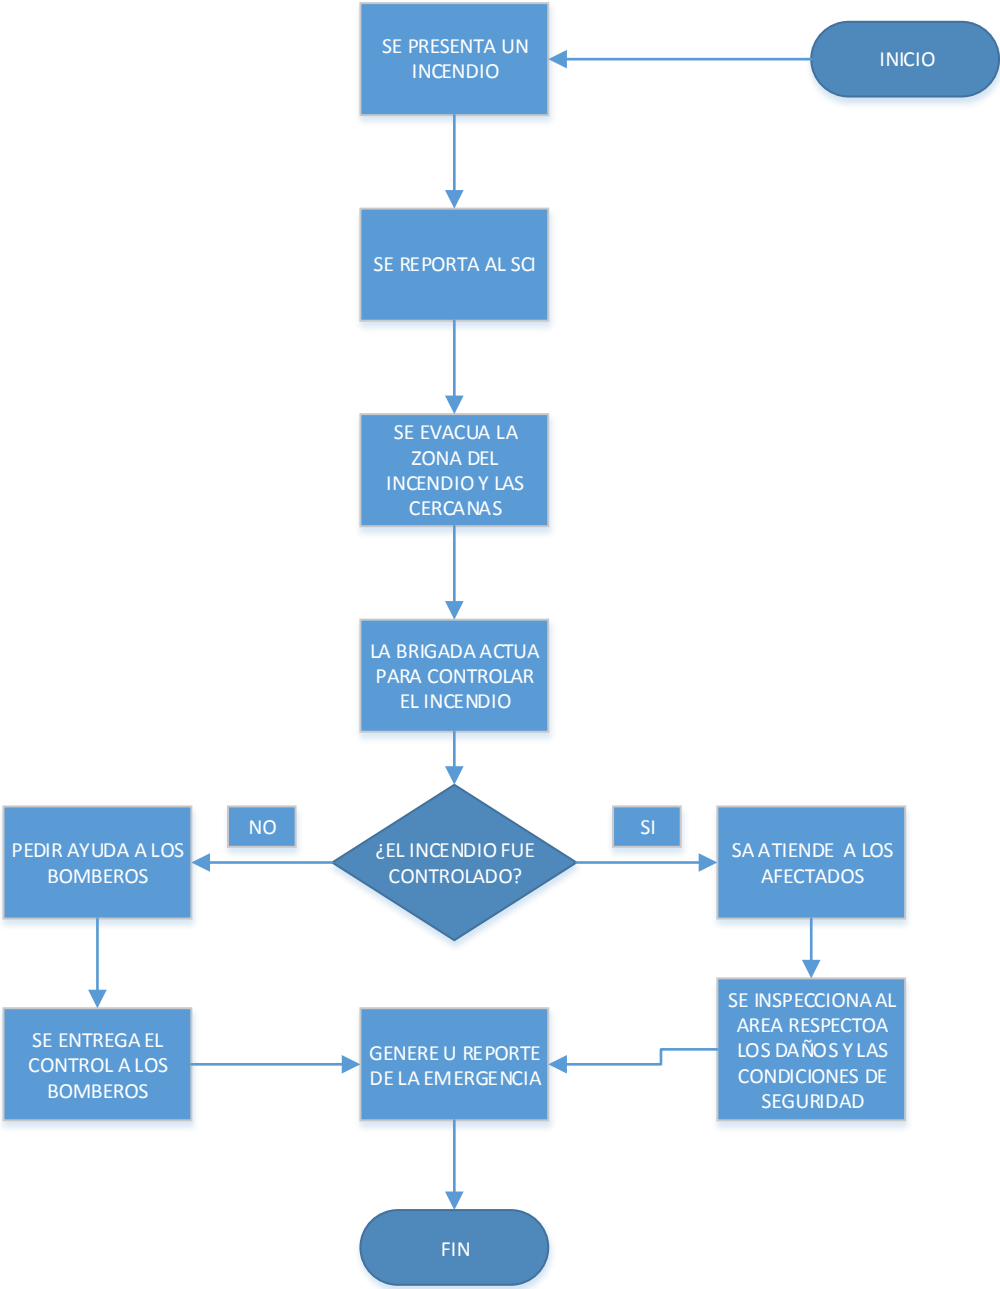 SE PRESENTA UN
INCENDIO
INICIO
SE REPORTA AL SCI
SE EVACUA LA
ZONA DEL
INCENDIO Y LAS
CERCANAS
LA BRIGADA ACTUA
PARA CONTROLAR
EL INCENDIO
NO
SI
PEDIR AYUDA A LOS
BOMBEROS
¿EL INCENDIO FUE
CONTROLADO?
SA ATIENDE A LOS
AFECTADOS
SE ENTREGA EL
CONTROL A LOS
BOMBEROS
GENERE U REPORTE
DE LA EMERGENCIA
SE INSPECCIONA AL
AREA RESPECTOA
LOS DAÑOS Y LAS
CONDICIONES DE
SEGURIDAD
FIN